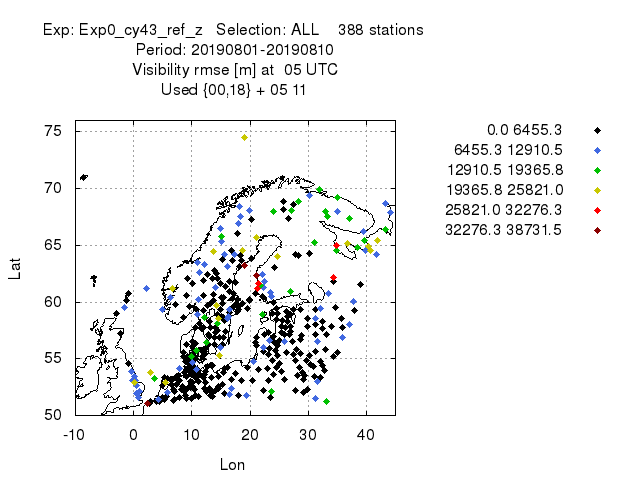 Exp: Exp0_cy43_ref_z   Selection: ALL    388 stations
Period: 20190801-20190810
Visibility rmse [m] at  05 UTC
Used {00,18} + 05 11
0.0 6455.3
6455.3 12910.5
12910.5 19365.8
19365.8 25821.0
25821.0 32276.3
32276.3 38731.5
75
70
65
60
55
50
Lat
-10 0 10 20 30 40
Lon